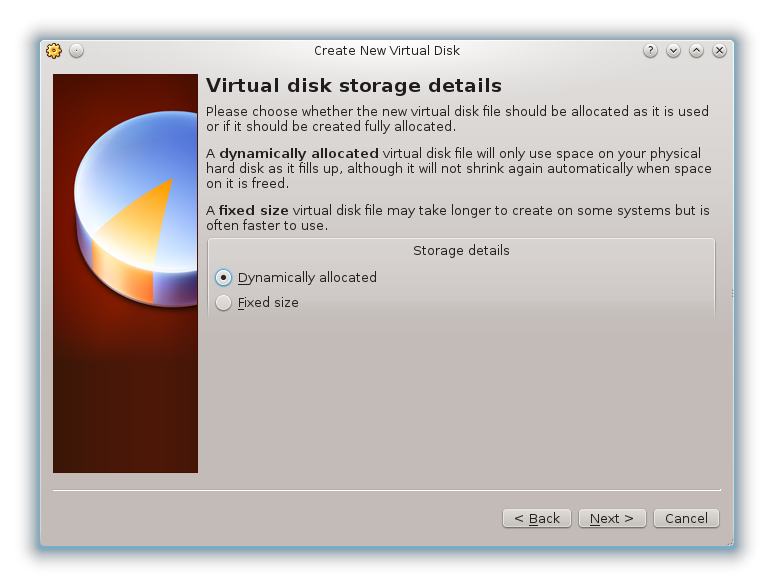 Create New Virtual Disk
?
Virtual disk storage details
Please choose whether the new virtual disk file should be allocated as it is used
or if it should be created fully allocated.
A dynamically allocated virtual disk file will only use space on your physical
hard disk as it fills up, although it will not shrink again automatically when space
on it is freed.
A fixed size virtual disk file may take longer to create on some systems but is
often faster to use.
Storage details
Dynamically allocated
Fixed size
< Back
Next >
Cancel